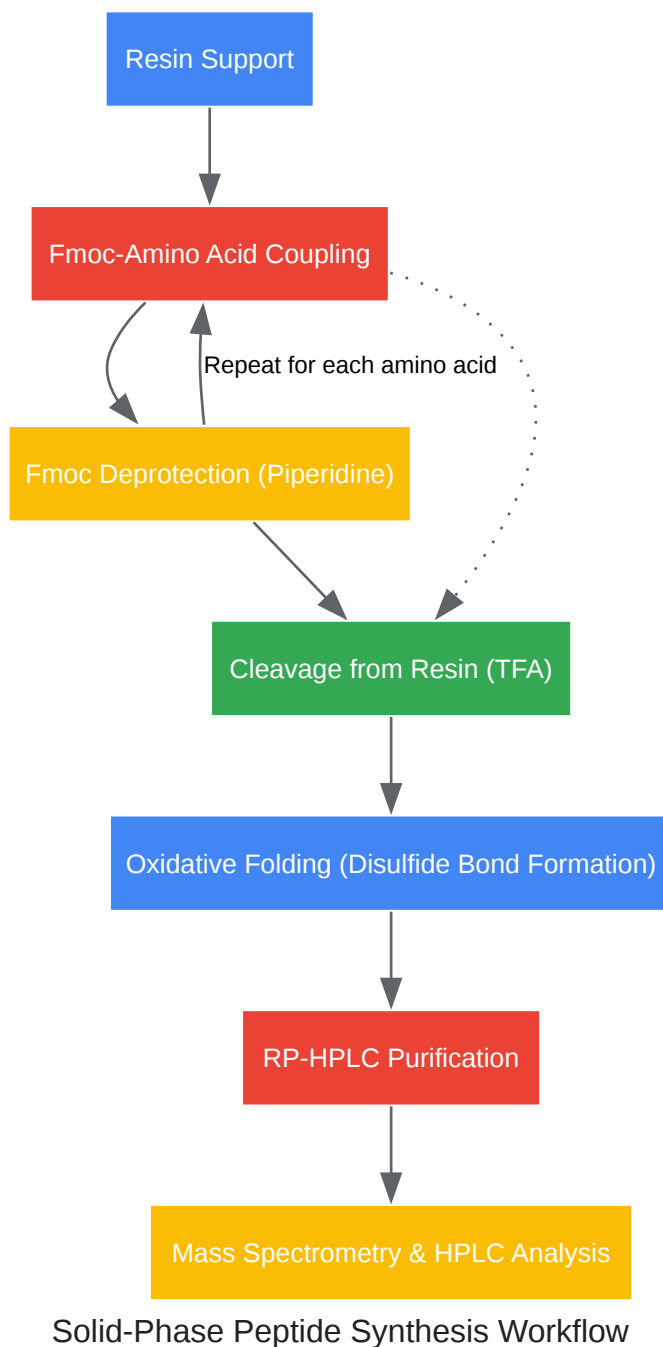 Resin Support
Fmoc-Amino Acid Coupling
Repeat for each amino acid
Fmoc Deprotection (Piperidine)
Cleavage from Resin (TFA)
Oxidative Folding (Disulfide Bond Formation)
RP-HPLC Purification
Mass Spectrometry & HPLC Analysis
Solid-Phase Peptide Synthesis Workflow